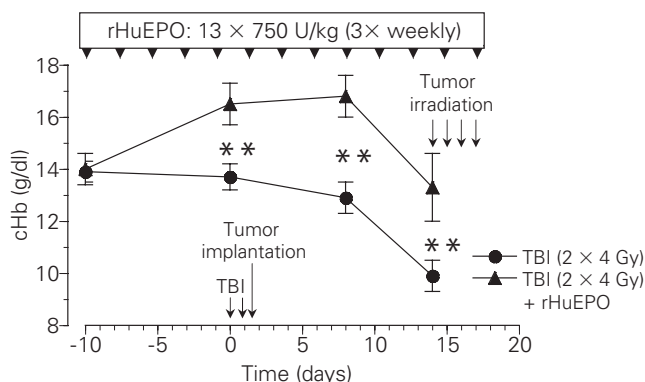 rHuEPO: 13 × 750 U/kg (3× weekly)
18
16
14
12
10
8
cHb (g/dl)
Tumor
irradiation
* *
* *
* *
Tumor
implantation
TBI
TBI (2 × 4 Gy)
TBI (2 × 4 Gy)
+ rHuEPO
-10
-5
0
5
10
15
20
Time (days)